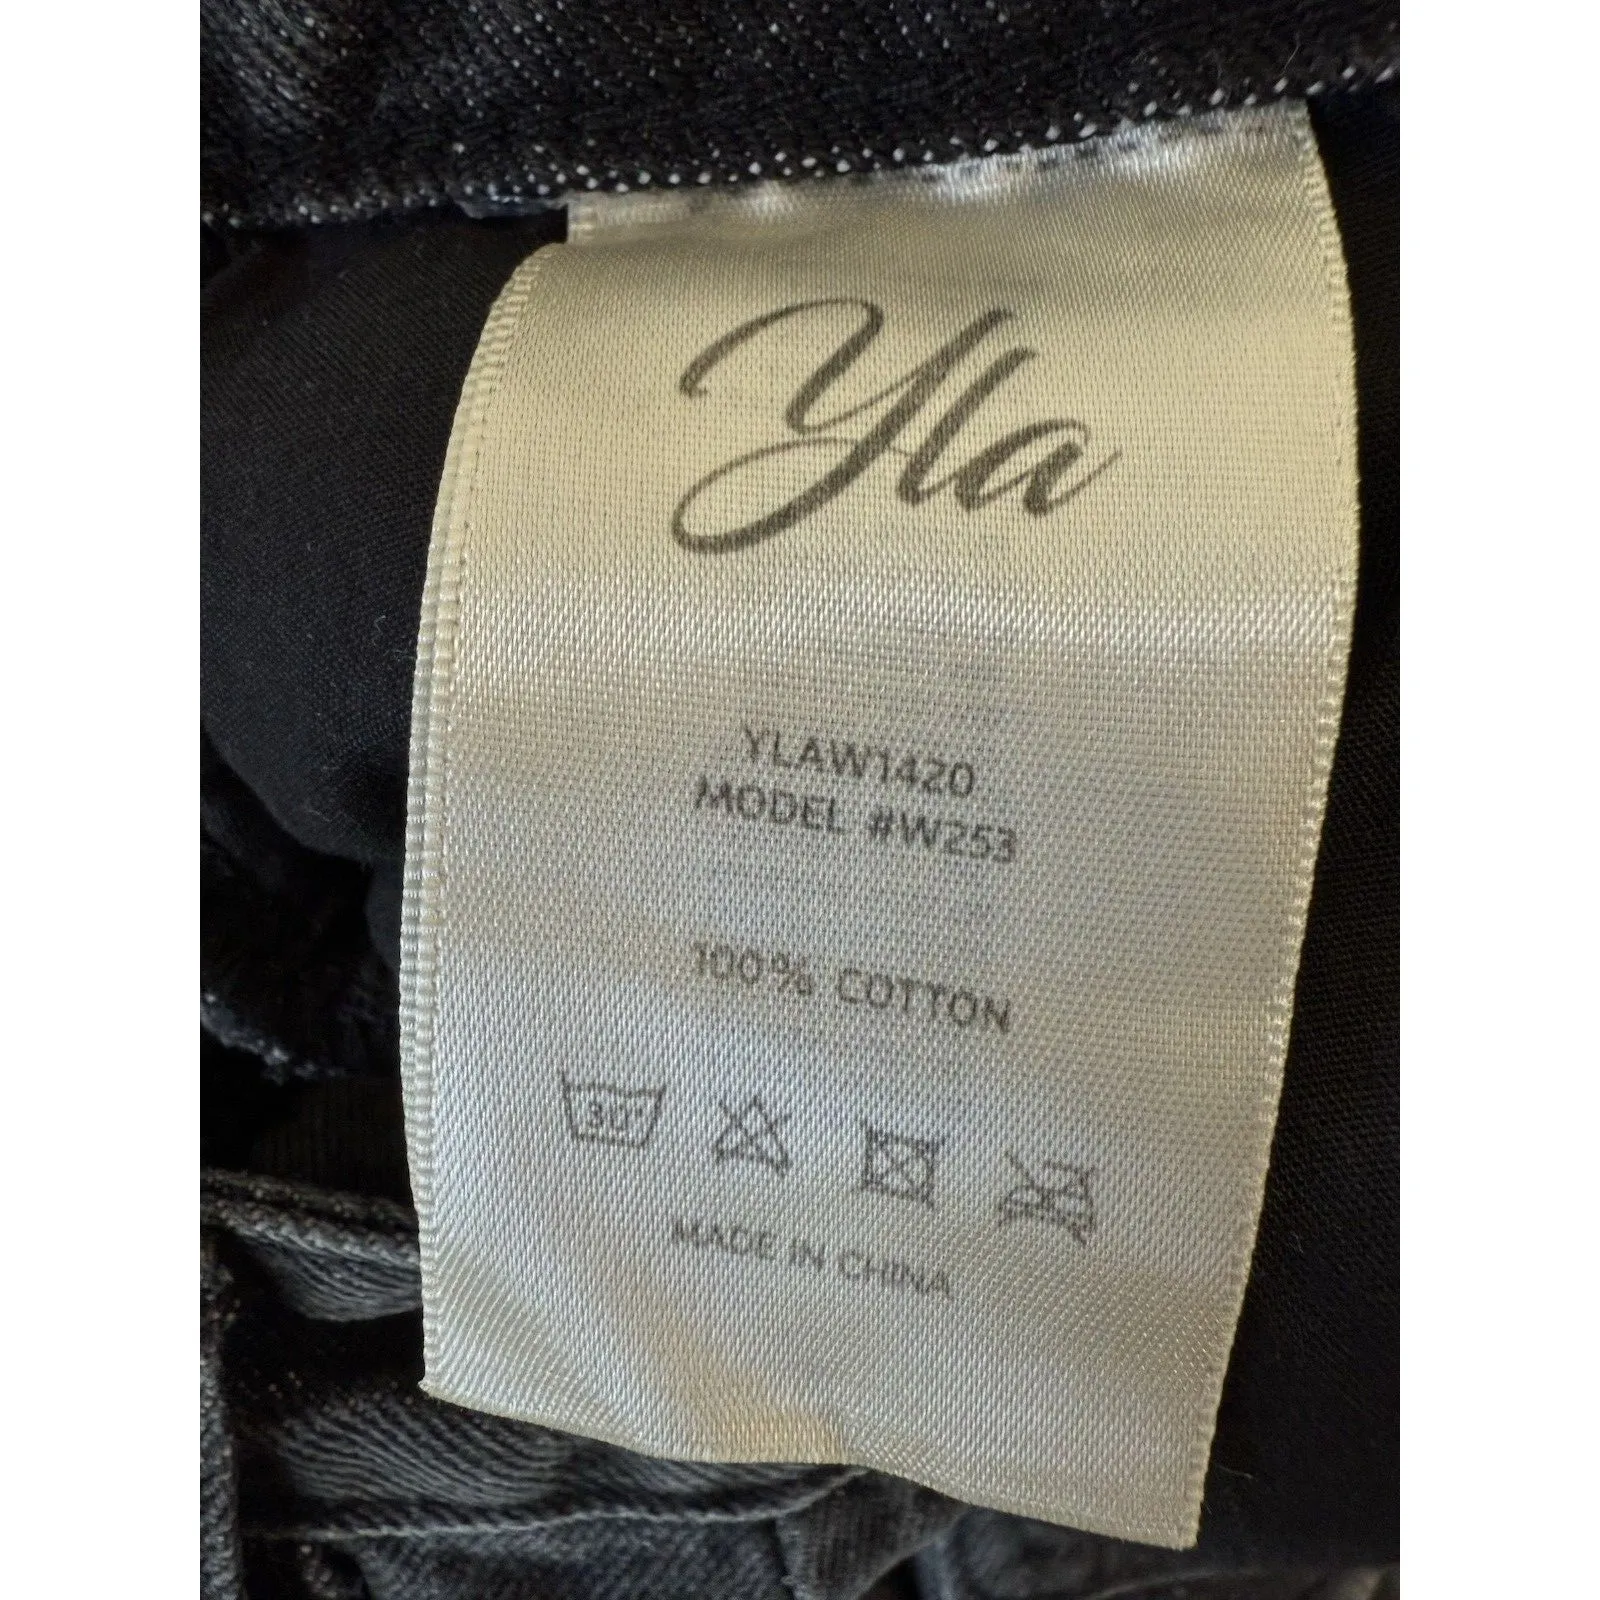 Yla
YLAW1420
MODEL #W253
100% COTTON
30°
MADE IN CHINA